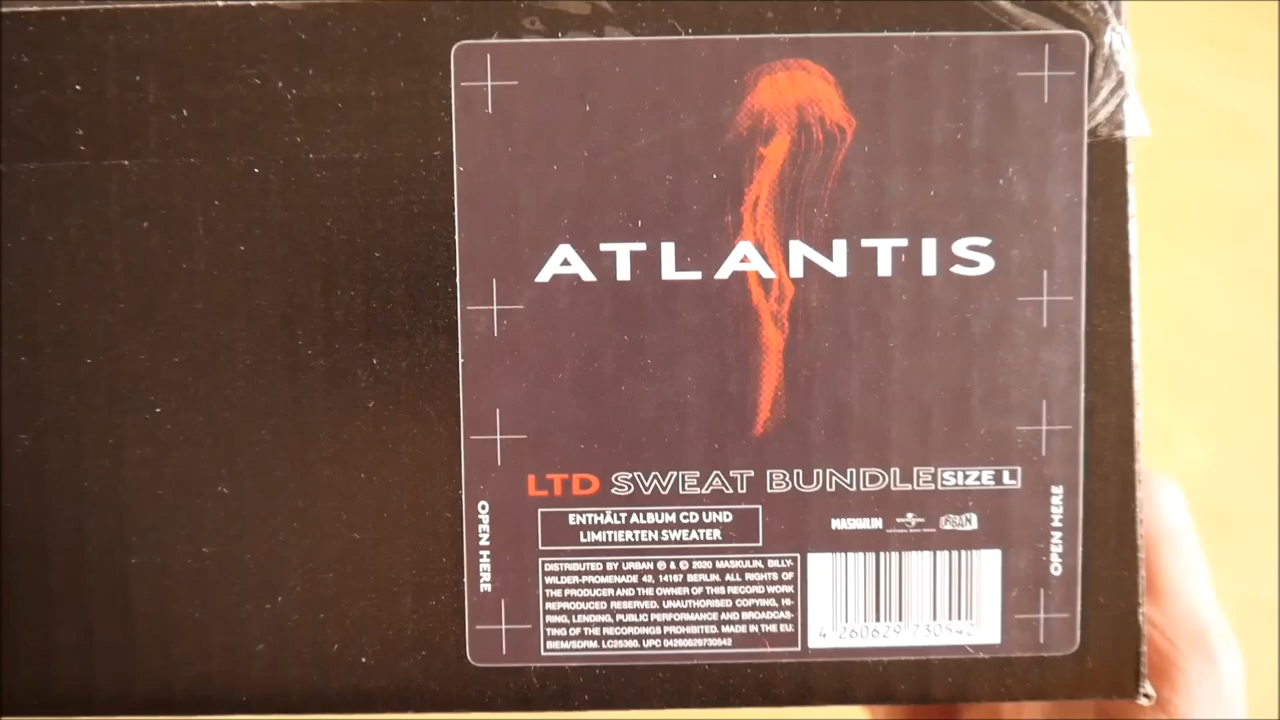 ATLANTIS
LTD SWEAT BUNDLE SIZE L
ENTHÄLT ALBUM CD UND
LIMITIERTEN SWEATER
MASKULIN URBAN
OPEN HERE
OPEN HERE
DISTRIBUTED BY URBAN ℗ & © 2020 MASKULIN, BILLY-
WILDER-PROMENADE 42, 14167 BERLIN. ALL RIGHTS OF
THE PRODUCER AND THE OWNER OF THIS RECORD WORK
REPRODUCED RESERVED. UNAUTHORISED COPYING, HI-
RING, LENDING, PUBLIC PERFORMANCE AND BROADCAS-
TING OF THE RECORDINGS PROHIBITED. MADE IN THE EU.
BIEM/SDRM. LC25360. UPC 04260629730542
4 260629 730542